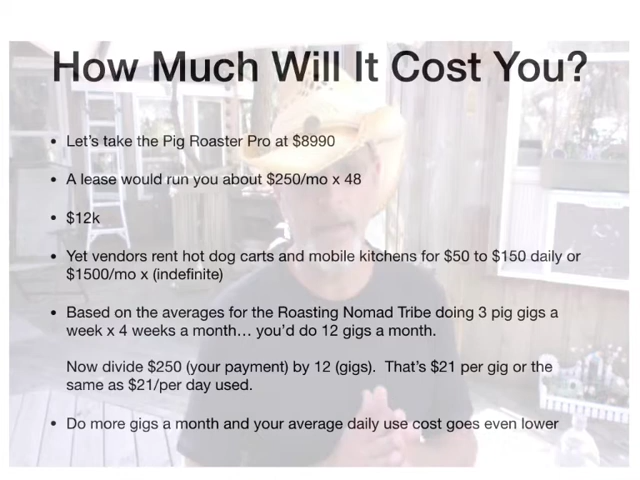 How Much Will It Cost You?
• Let's take the Pig Roaster Pro at $8990
• A lease would run you about $250/mo x 48
• $12k
• Yet vendors rent hot dog carts and mobile kitchens for $50 to $150 daily or
$1500/mo x (indefinite)
• Based on the averages for the Roasting Nomad Tribe doing 3 pig gigs a
week x 4 weeks a month... you'd do 12 gigs a month.
Now divide $250 (your payment) by 12 (gigs). That's $21 per gig or the
same as $21/per day used.
• Do more gigs a month and your average daily use cost goes even lower